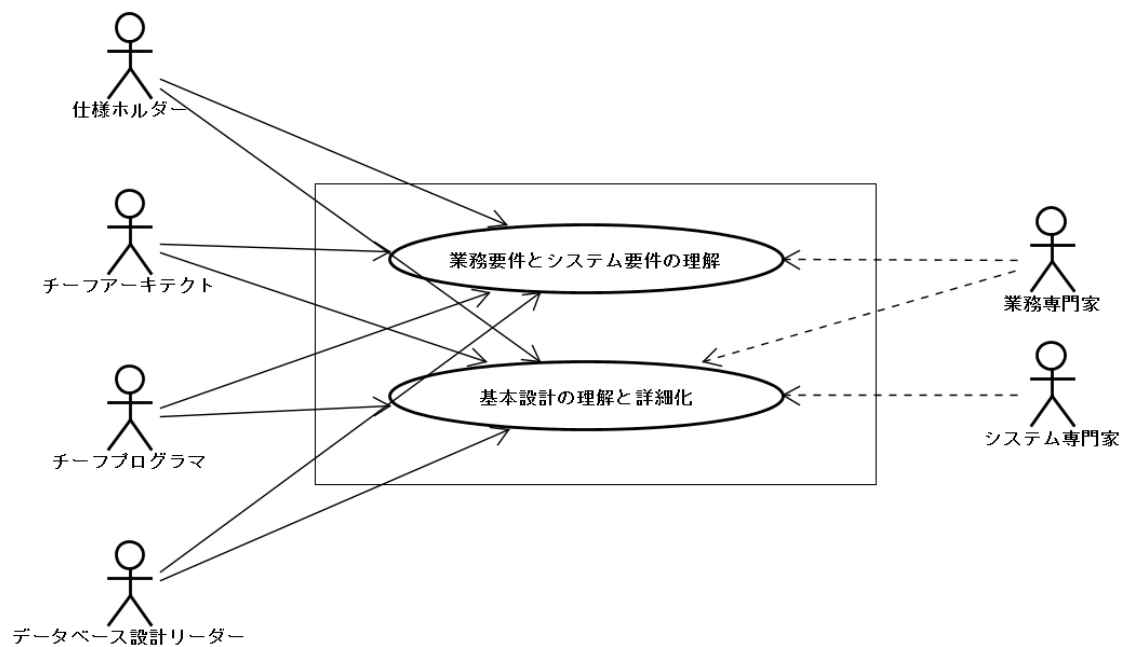 仕様ホルダー
チーフアーキテクト
業務要件とシステム要件の理解
業務専門家
基本設計の理解と詳細化
システム専門家
チーフプログラマ
データベース設計リーダー